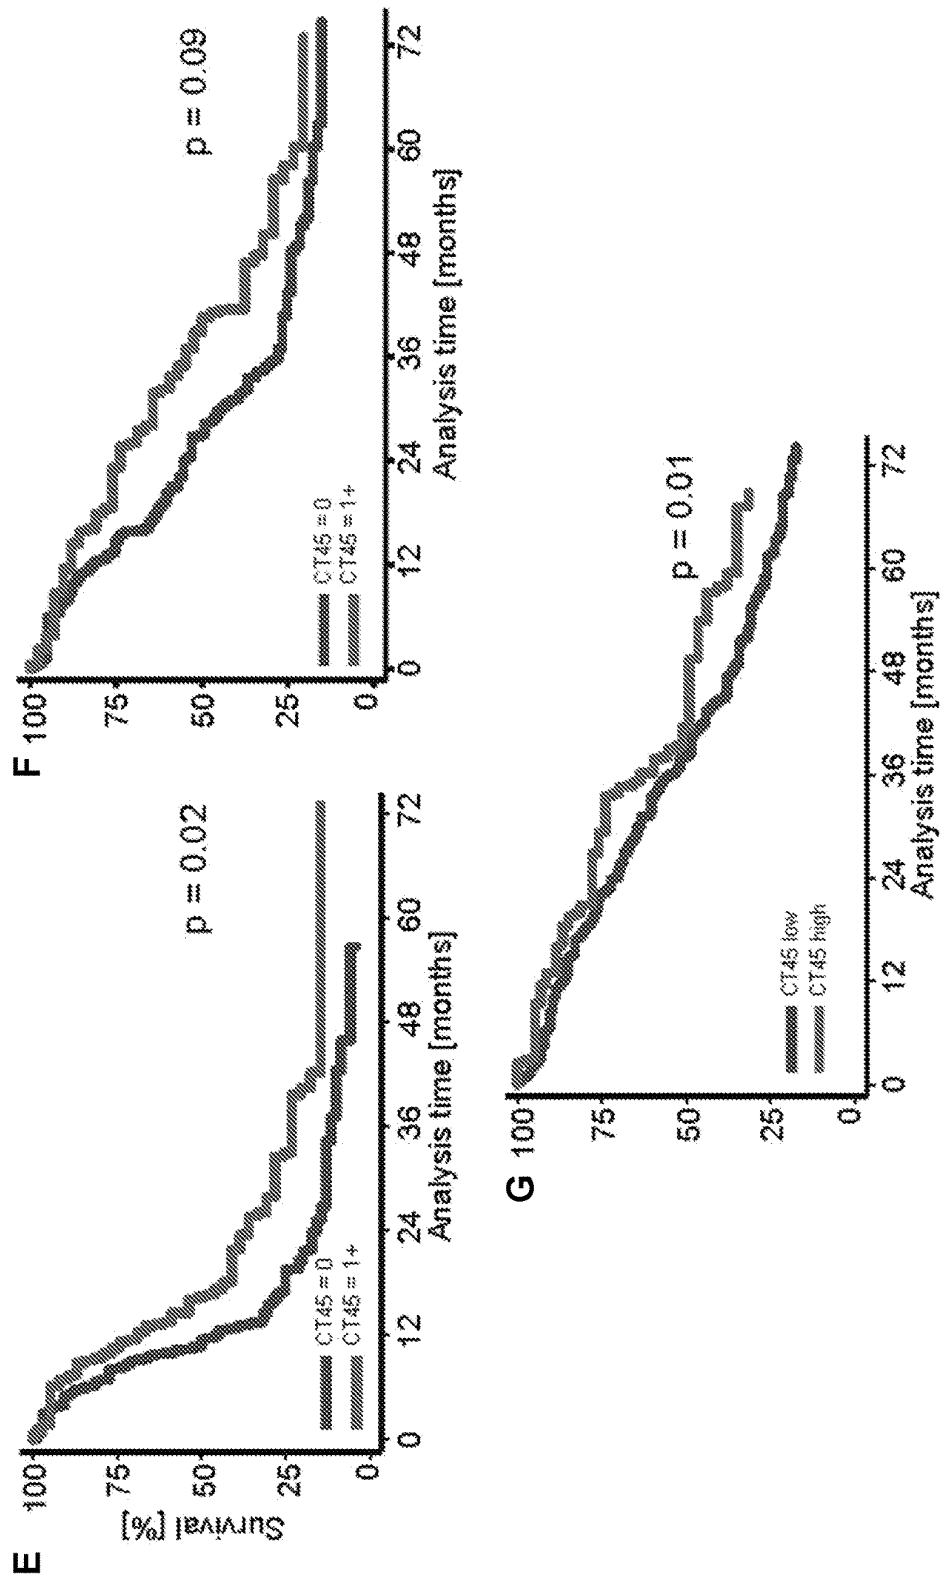 E
Survival [%]
100
75
50
25
0
p = 0.02
CT45 = 0
CT45 = 1+
0 12 24 36 48 60 72
Analysis time [months]
F
100
75
50
25
0
p = 0.09
CT45 = 0
CT45 = 1+
0 12 24 36 48 60 72
Analysis time [months]
G
100
75
50
25
0
p = 0.01
CT45 low
CT45 high
0 12 24 36 48 60 72
Analysis time [months]